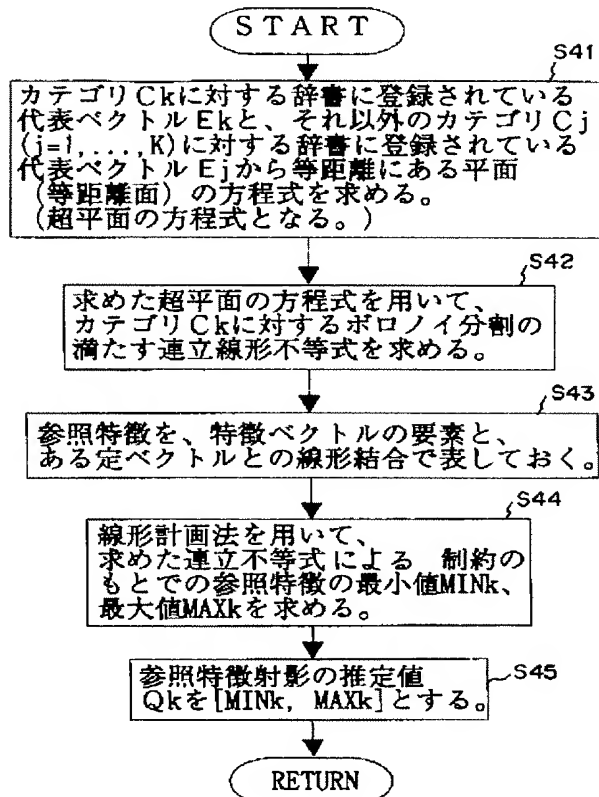 START
S41
カテゴリCkに対する辞書に登録されている
代表ベクトルEkと、それ以外のカテゴリCj
(j=1,...,K)に対する辞書に登録されている
代表ベクトルEjから等距離にある平面
(等距離面)の方程式を求める。
(超平面の方程式となる。)
S42
求めた超平面の方程式を用いて、
カテゴリCkに対するボロノイ分割の
満たす連立線形不等式を求める。
S43
参照特徴を、特徴ベクトルの要素と、
ある定ベクトルとの線形結合で表しておく。
S44
線形計画法を用いて、
求めた連立不等式による 制約の
もとでの参照特徴の最小値MINk、
最大値MAXkを求める。
S45
参照特徴射影の推定値
Qkを[MINk, MAXk]とする。
RETURN